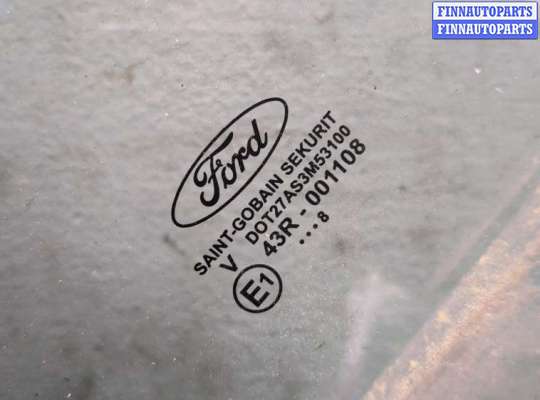 FINNAUTOPARTS
FINNAUTOPARTS
Ford
SAINT-GOBAIN SEKURIT
DOT27AS3M53100
V 43R - 001108
...8
E1